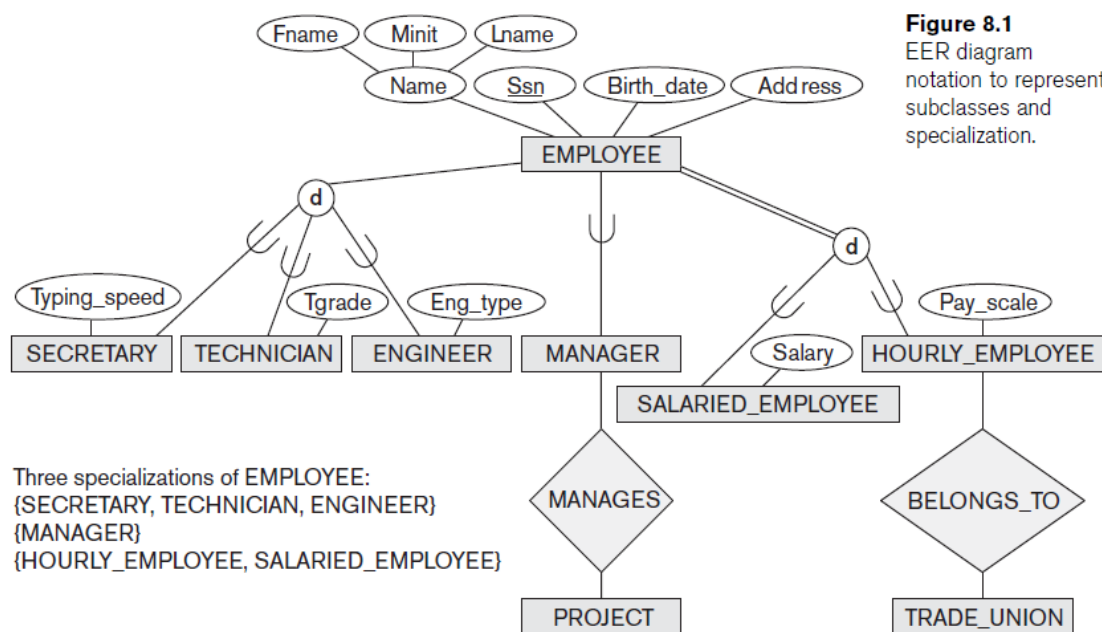 Figure 8.1
EER diagram
notation to represent
subclasses and
specialization.
Fname Minit Lname
Name Ssn Birth_date Address
EMPLOYEE
d
d
Typing_speed Tgrade Eng_type Pay_scale
SECRETARY TECHNICIAN ENGINEER MANAGER Salary HOURLY_EMPLOYEE
SALARIED_EMPLOYEE
Three specializations of EMPLOYEE:
{SECRETARY, TECHNICIAN, ENGINEER}
{MANAGER}
{HOURLY_EMPLOYEE, SALARIED_EMPLOYEE}
MANAGES BELONGS_TO
PROJECT TRADE_UNION